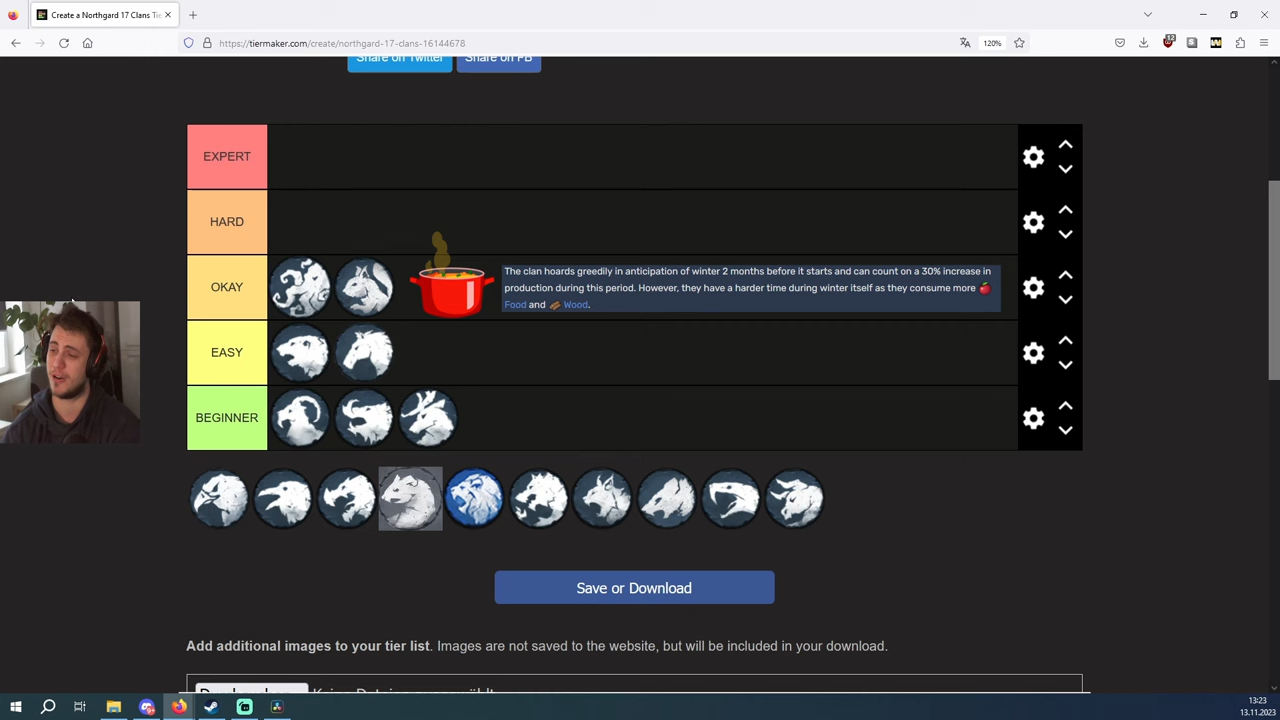 Create a Northgard 17 Clans Tie
https://tiermaker.com/create/northgard-17-clans-16144678
120%
12
Share on Twitter
Share on FB
EXPERT
HARD
OKAY
The clan hoards greedily in anticipation of winter 2 months before it starts and can count on a 30% increase in
production during this period. However, they have a harder time during winter itself as they consume more
Food and Wood.
EASY
BEGINNER
Save or Download
Add additional images to your tier list. Images are not saved to the website, but will be included in your download.
13:23
13.11.2023